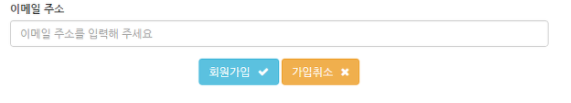 이메일 주소
이메일 주소를 입력해 주세요
회원가입 ✔ 가입취소 ✖